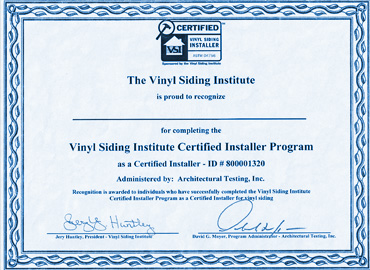 CERTIFIED
VINYL SIDING
INSTALLER
VSI
Sponsored by the Vinyl Siding Institute
The Vinyl Siding Institute
is proud to recognize
for completing the
Vinyl Siding Institute Certified Installer Program
as a Certified Installer - ID # 800001320
Administered by: Architectural Testing, Inc.
Recognition is awarded to individuals who have successfully completed the Vinyl Siding Institute
Certified Installer Program as a Certified Installer for vinyl siding
Jery Huntley
Jery Huntley, President - Vinyl Siding Institute
David G. Moyer, Program Administrator - Architectural Testing, Inc.